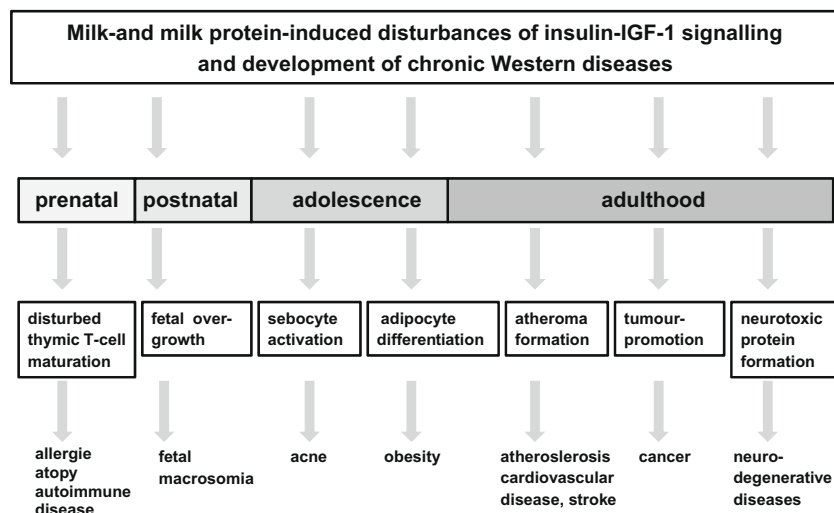 Milk-and milk protein-induced disturbances of insulin-IGF-1 signalling
and development of chronic Western diseases
prenatal
postnatal
adolescence
adulthood
disturbed
thymic T-cell
maturation
fetal over-
growth
sebocyte
activation
adipocyte
differentiation
atheroma
formation
tumour-
promotion
neurotoxic
protein
formation
allergie
atopy
autoimmune
disease
fetal
macrosomia
acne
obesity
atheroslerosis
cardiovascular
disease, stroke
cancer
neuro-
degenerative
diseases